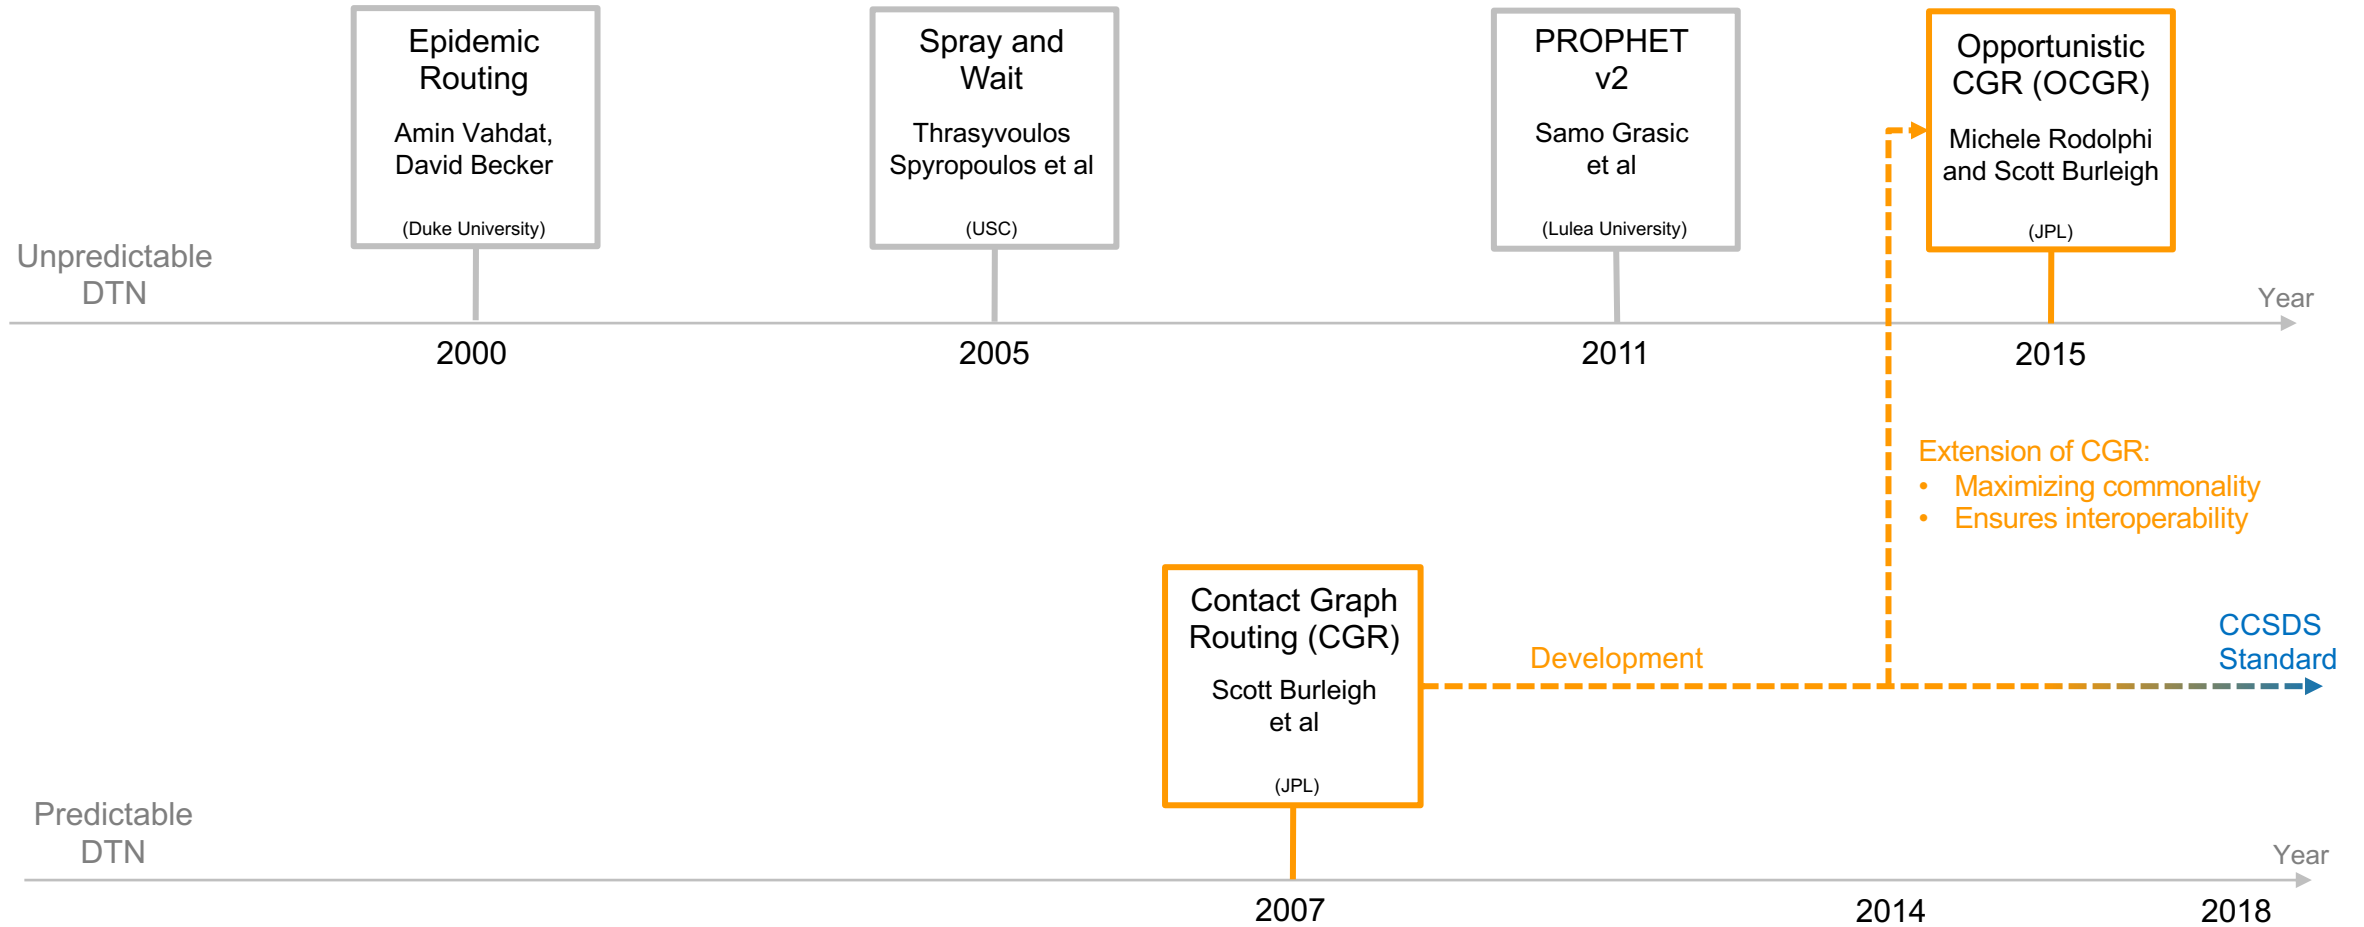 Epidemic
Routing
Amin Vahdat,
David Becker
(Duke University)
Spray and
Wait
Thrasyvoulos
Spyropoulos et al
(USC)
PROPHET
v2
Samo Grasic
et al
(Lulea University)
Opportunistic
CGR (OCGR)
Michele Rodolphi
and Scott Burleigh
(JPL)
Unpredictable
DTN
Year
2000
2005
2011
2015
Extension of CGR:
• Maximizing commonality
• Ensures interoperability
Contact Graph
Routing (CGR)
Scott Burleigh
et al
(JPL)
Development
CCSDS
Standard
Predictable
DTN
Year
2007
2014
2018